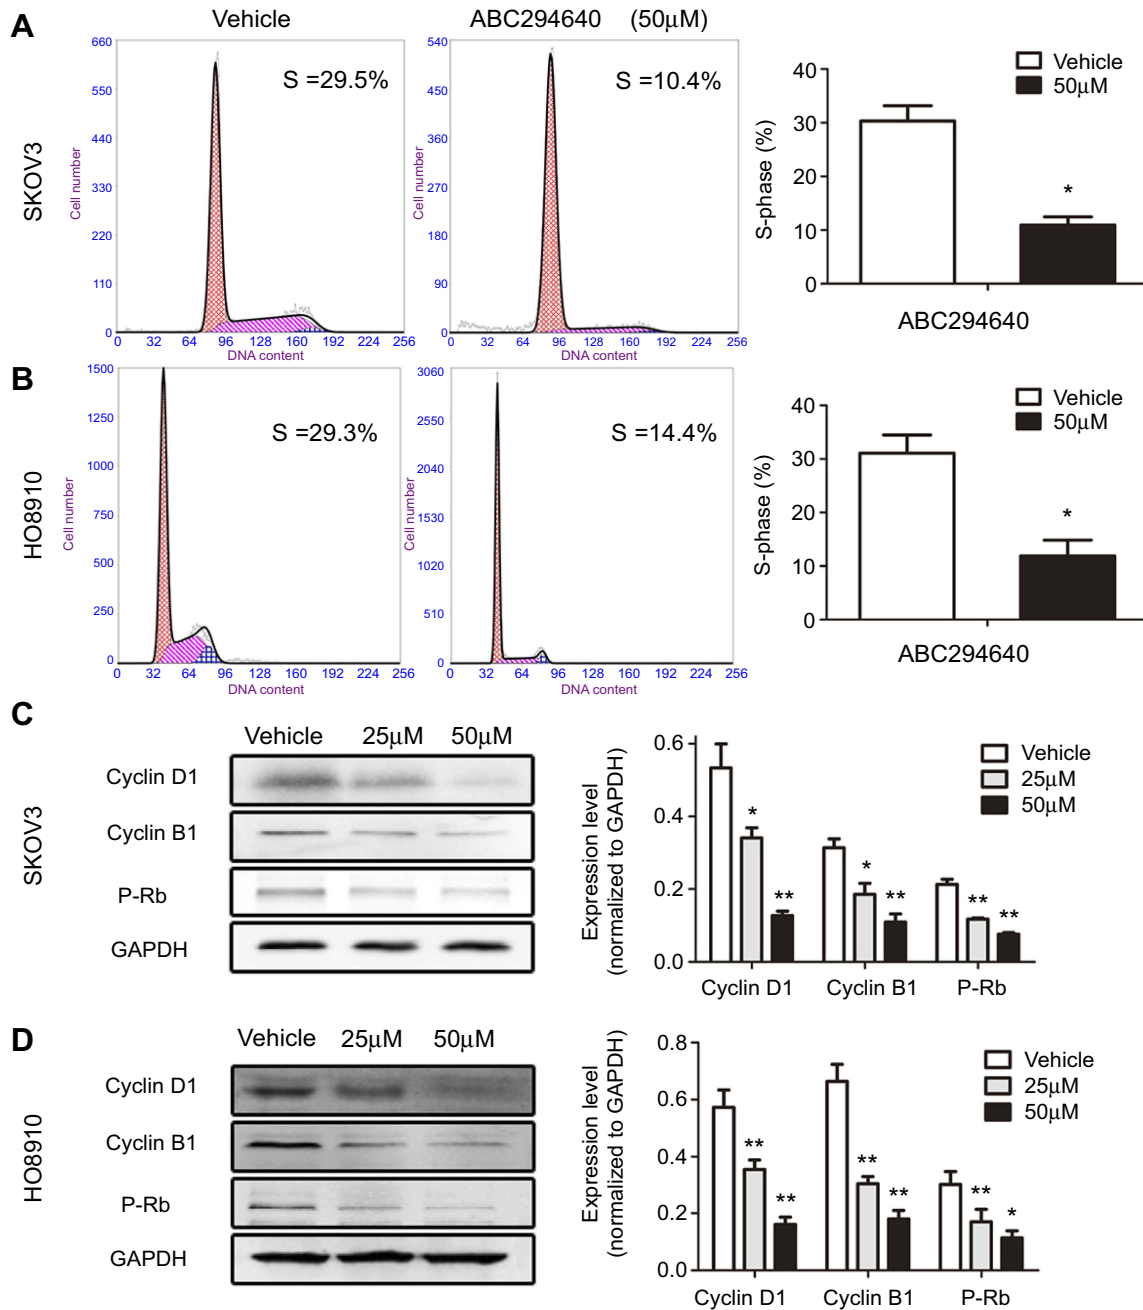 A
Vehicle
ABC294640 (50μM)
SKOV3
Cell number
660
550
440
330
220
110
0
S =29.5%
0 32 64 96 128 160 192 224 256
DNA content
Cell number
540
450
360
270
180
90
0
S =10.4%
0 32 64 96 128 160 192 224 256
DNA content
S-phase (%)
40
30
20
10
0
Vehicle
50μM
*
ABC294640
B
HO8910
Cell number
1500
1250
1000
750
500
250
0
S =29.3%
0 32 64 96 128 160 192 224 256
DNA content
Cell number
3060
2550
2040
1530
1020
510
0
S =14.4%
0 32 64 96 128 160 192 224 256
DNA content
S-phase (%)
40
30
20
10
0
Vehicle
50μM
*
ABC294640
C
SKOV3
Vehicle 25μM 50μM
Cyclin D1
Cyclin B1
P-Rb
GAPDH
Expression level
(normalized to GAPDH)
0.6
0.4
0.2
0.0
Vehicle
25μM
50μM
* ** * ** ** **
Cyclin D1 Cyclin B1 P-Rb
D
HO8910
Vehicle 25μM 50μM
Cyclin D1
Cyclin B1
P-Rb
GAPDH
Expression level
(normalized to GAPDH)
0.8
0.6
0.4
0.2
0.0
Vehicle
25μM
50μM
** ** ** ** ** *
Cyclin D1 Cyclin B1 P-Rb